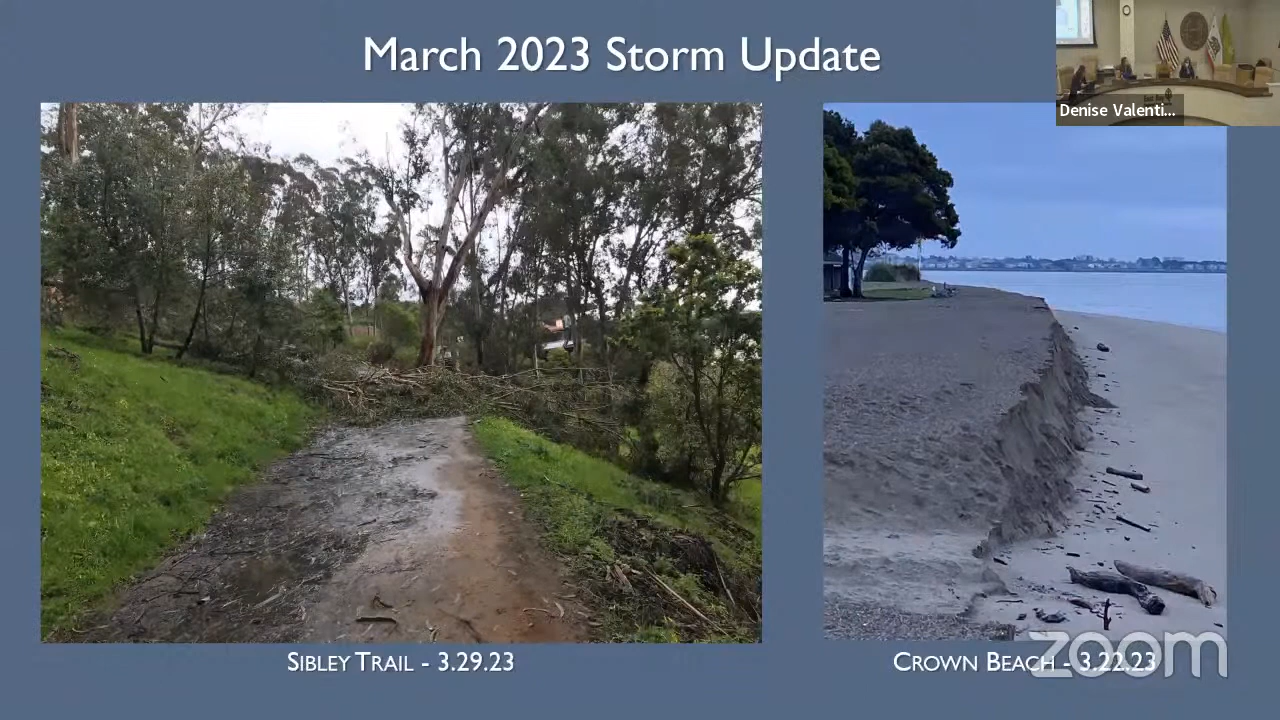 March 2023 Storm Update
Denise Valenti...
SIBLEY TRAIL - 3.29.23
CROWN BEACH - 3.22.23
zoom